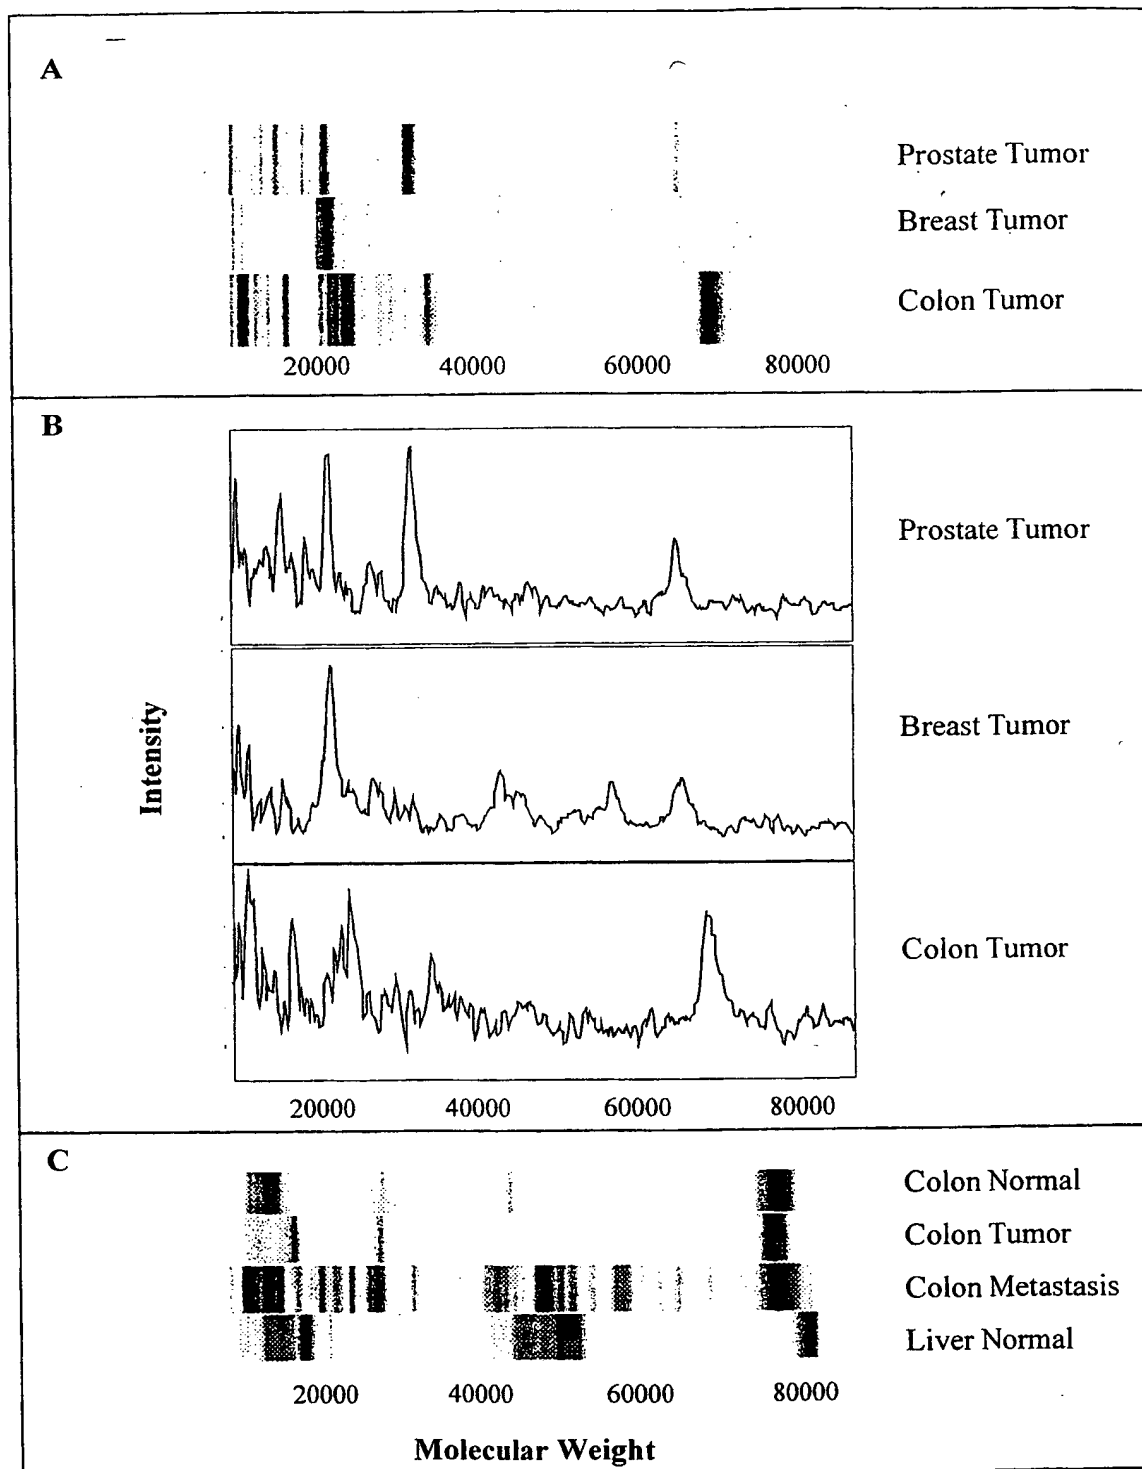 A
Prostate Tumor
Breast Tumor
Colon Tumor
20000 40000 60000 80000
B
Prostate Tumor
Breast Tumor
Intensity
Colon Tumor
20000 40000 60000 80000
C
Colon Normal
Colon Tumor
Colon Metastasis
Liver Normal
20000 40000 60000 80000
Molecular Weight